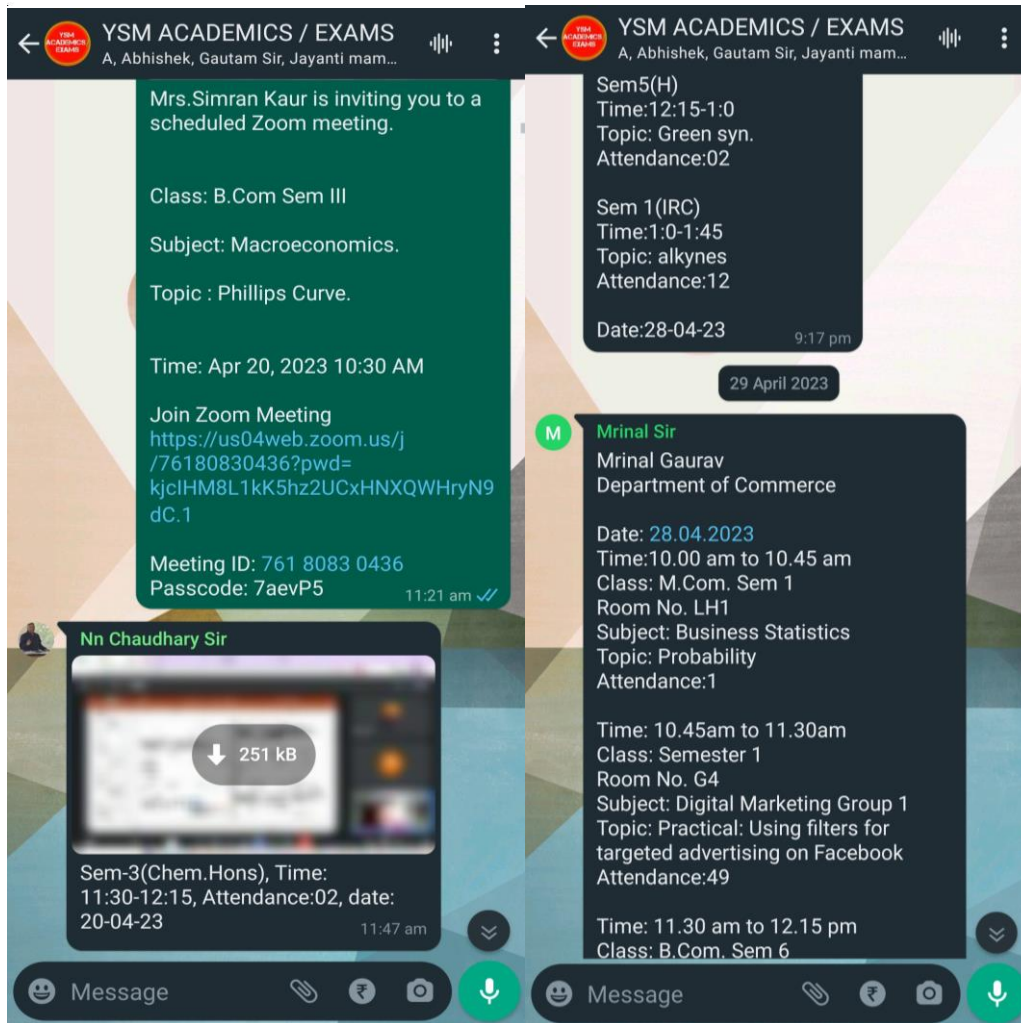 YSM ACADEMICS / EXAMS
A, Abhishek, Gautam Sir, Jayanti mam...
Mrs.Simran Kaur is inviting you to a
scheduled Zoom meeting.
Class: B.Com Sem III
Subject: Macroeconomics.
Topic : Phillips Curve.
Time: Apr 20, 2023 10:30 AM
Join Zoom Meeting
https://us04web.zoom.us/j
/76180830436?pwd=
kjcIHM8L1kK5hz2UCxHNXQWHryN9
dC.1
Meeting ID: 761 8083 0436
Passcode: 7aevP5
11:21 am
Nn Chaudhary Sir
251 kB
Sem-3(Chem.Hons), Time:
11:30-12:15, Attendance:02, date:
20-04-23
11:47 am
Message
YSM ACADEMICS / EXAMS
A, Abhishek, Gautam Sir, Jayanti mam...
Sem5(H)
Time:12:15-1:0
Topic: Green syn.
Attendance:02
Sem 1(IRC)
Time:1:0-1:45
Topic: alkynes
Attendance:12
Date:28-04-23
9:17 pm
29 April 2023
M
Mrinal Sir
Mrinal Gaurav
Department of Commerce
Date: 28.04.2023
Time:10.00 am to 10.45 am
Class: M.Com. Sem 1
Room No. LH1
Subject: Business Statistics
Topic: Probability
Attendance:1
Time: 10.45am to 11.30am
Class: Semester 1
Room No. G4
Subject: Digital Marketing Group 1
Topic: Practical: Using filters for
targeted advertising on Facebook
Attendance:49
Time: 11.30 am to 12.15 pm
Class: B.Com. Sem 6
Message